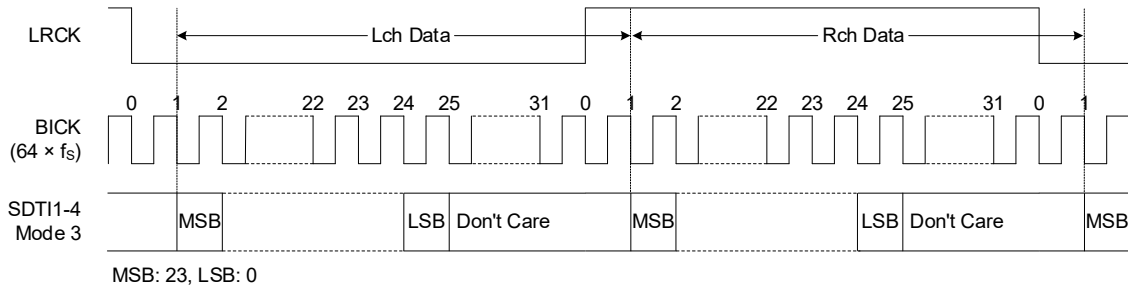 LRCK
Lch Data Rch Data
0 1 2 22 23 24 25 31 0 1 2 22 23 24 25 31 0 1
BICK
(64 × fS)
SDTI1-4
Mode 3
MSB LSB Don't Care MSB LSB Don't Care MSB
MSB: 23, LSB: 0